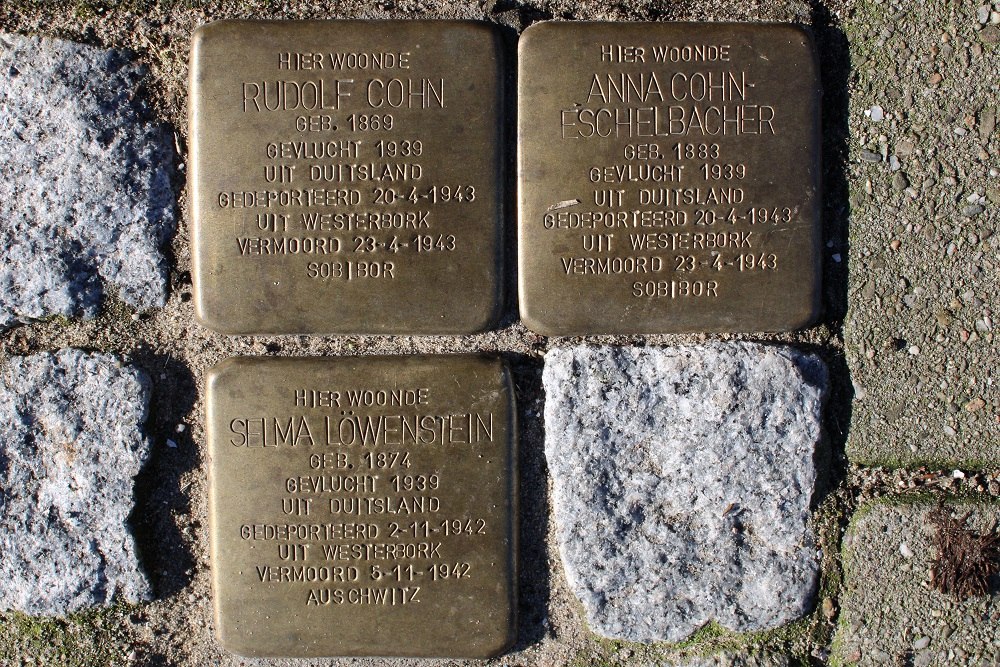 HIER WOONDE
RUDOLF COHN
GEB. 1869
GEVLUCHT 1939
UIT DUITSLAND
GEDEPORTEERD 20-4-1943
UIT WESTERBORK
VERMOORD 23-4-1943
SOBIBOR
HIER WOONDE
ANNA COHN-
ESCHELBACHER
GEB. 1883
GEVLUCHT 1939
UIT DUITSLAND
GEDEPORTEERD 20-4-1943
UIT WESTERBORK
VERMOORD 23-4-1943
SOBIBOR
HIER WOONDE
SELMA LÖWENSTEIN
GEB. 1874
GEVLUCHT 1939
UIT DUITSLAND
GEDEPORTEERD 2-11-1942
UIT WESTERBORK
VERMOORD 5-11-1942
AUSCHWITZ